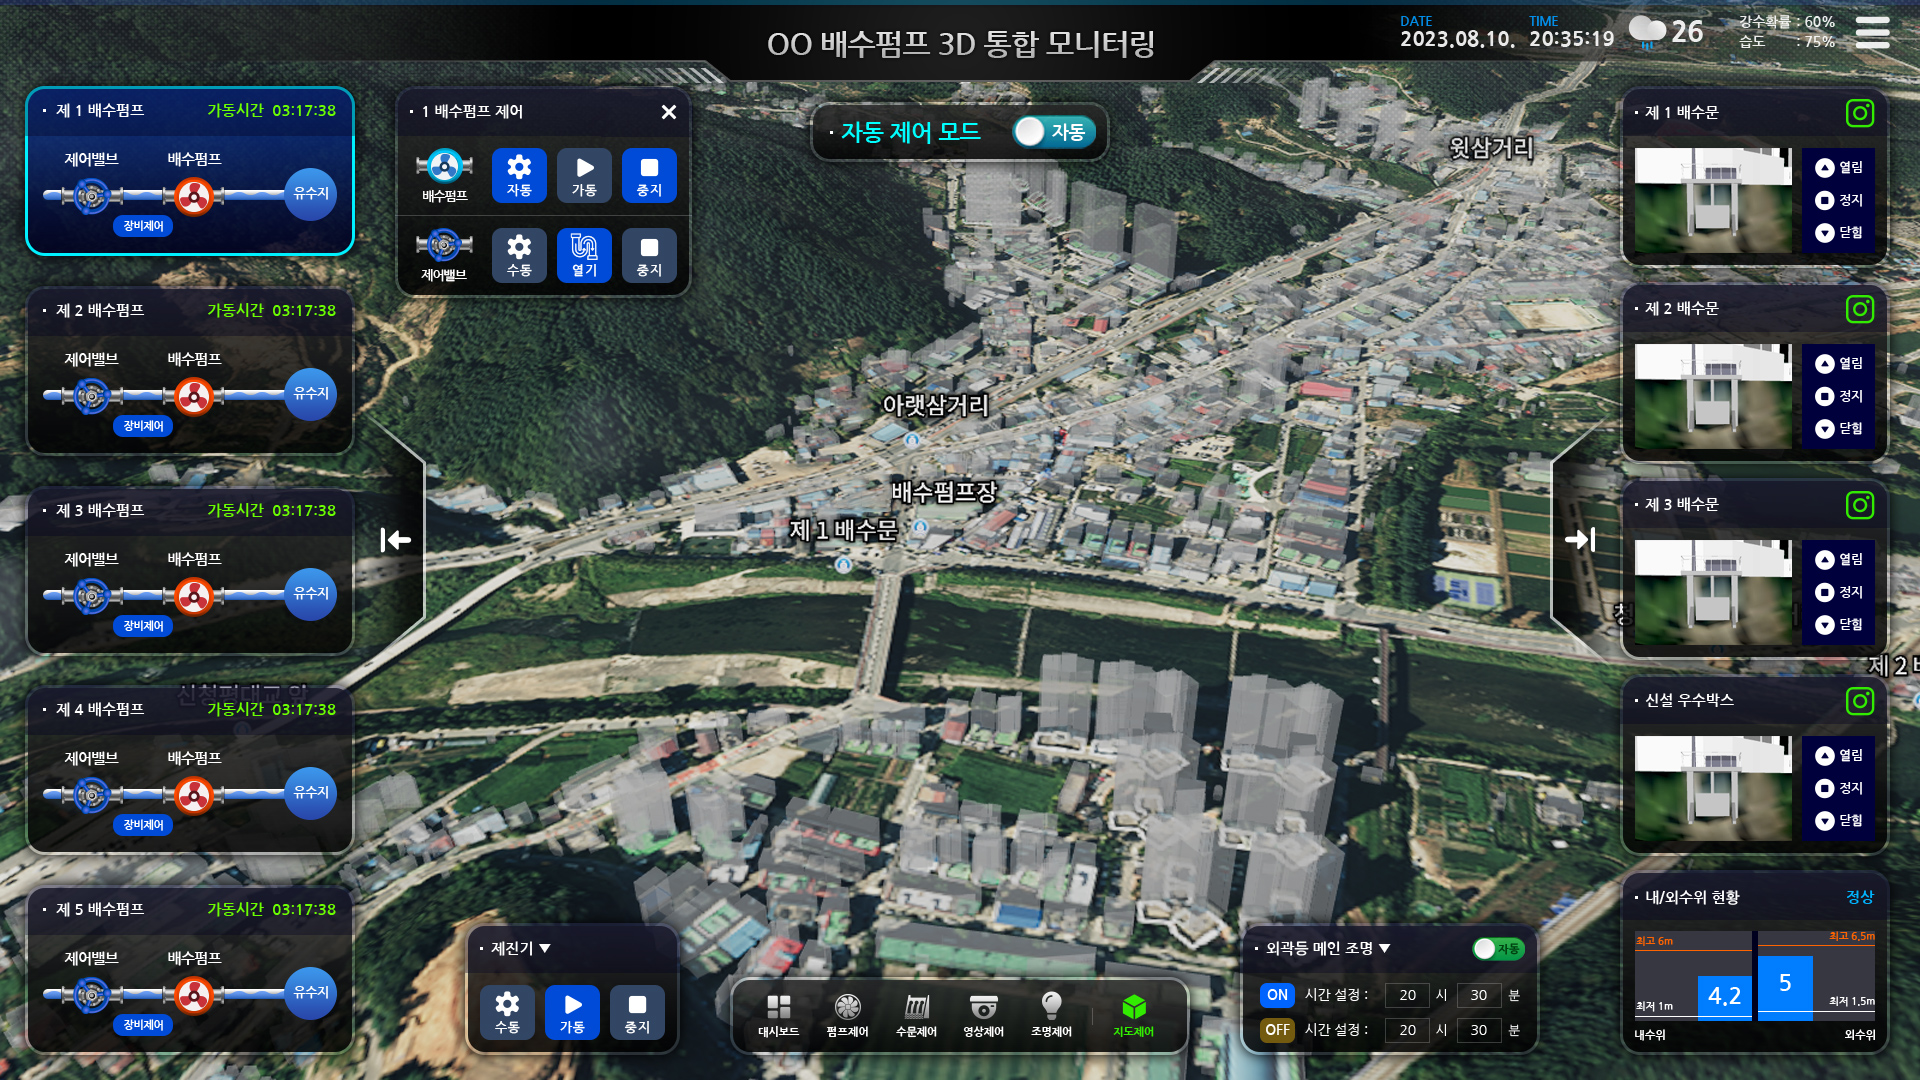 OO 배수펌프 3D 통합 모니터링
DATE
2023.08.10.
TIME
20:35:19
26
강수확률 : 60%
습도 : 75%
제 1 배수펌프 가동시간 03:17:38
제어밸브 배수펌프
유수지
장비제어
제 2 배수펌프 가동시간 03:17:38
제어밸브 배수펌프
유수지
장비제어
제 3 배수펌프 가동시간 03:17:38
제어밸브 배수펌프
유수지
장비제어
제 4 배수펌프 가동시간 03:17:38
제어밸브 배수펌프
유수지
장비제어
제 5 배수펌프 가동시간 03:17:38
제어밸브 배수펌프
유수지
장비제어
1 배수펌프 제어
배수펌프 자동 가동 중지
제어밸브 수동 열기 중지
자동 제어 모드 자동
윗삼거리
아랫삼거리
배수펌프장
제 1 배수문
제 1 배수문
열림
정지
닫힘
제 2 배수문
열림
정지
닫힘
제 3 배수문
열림
정지
닫힘
제 2
신설 우수박스
열림
정지
닫힘
내/외수위 현황 정상
최고 6m
최고 6.5m
4.2
5
최저 1m
최저 1.5m
내수위
외수위
제진기 ▼
수동 가동 중지
대시보드 펌프제어 수문제어 영상제어 조명제어 지도제어
외곽등 메인 조명 ▼ 자동
ON 시간 설정 : 20 시 30 분
OFF 시간 설정 : 20 시 30 분